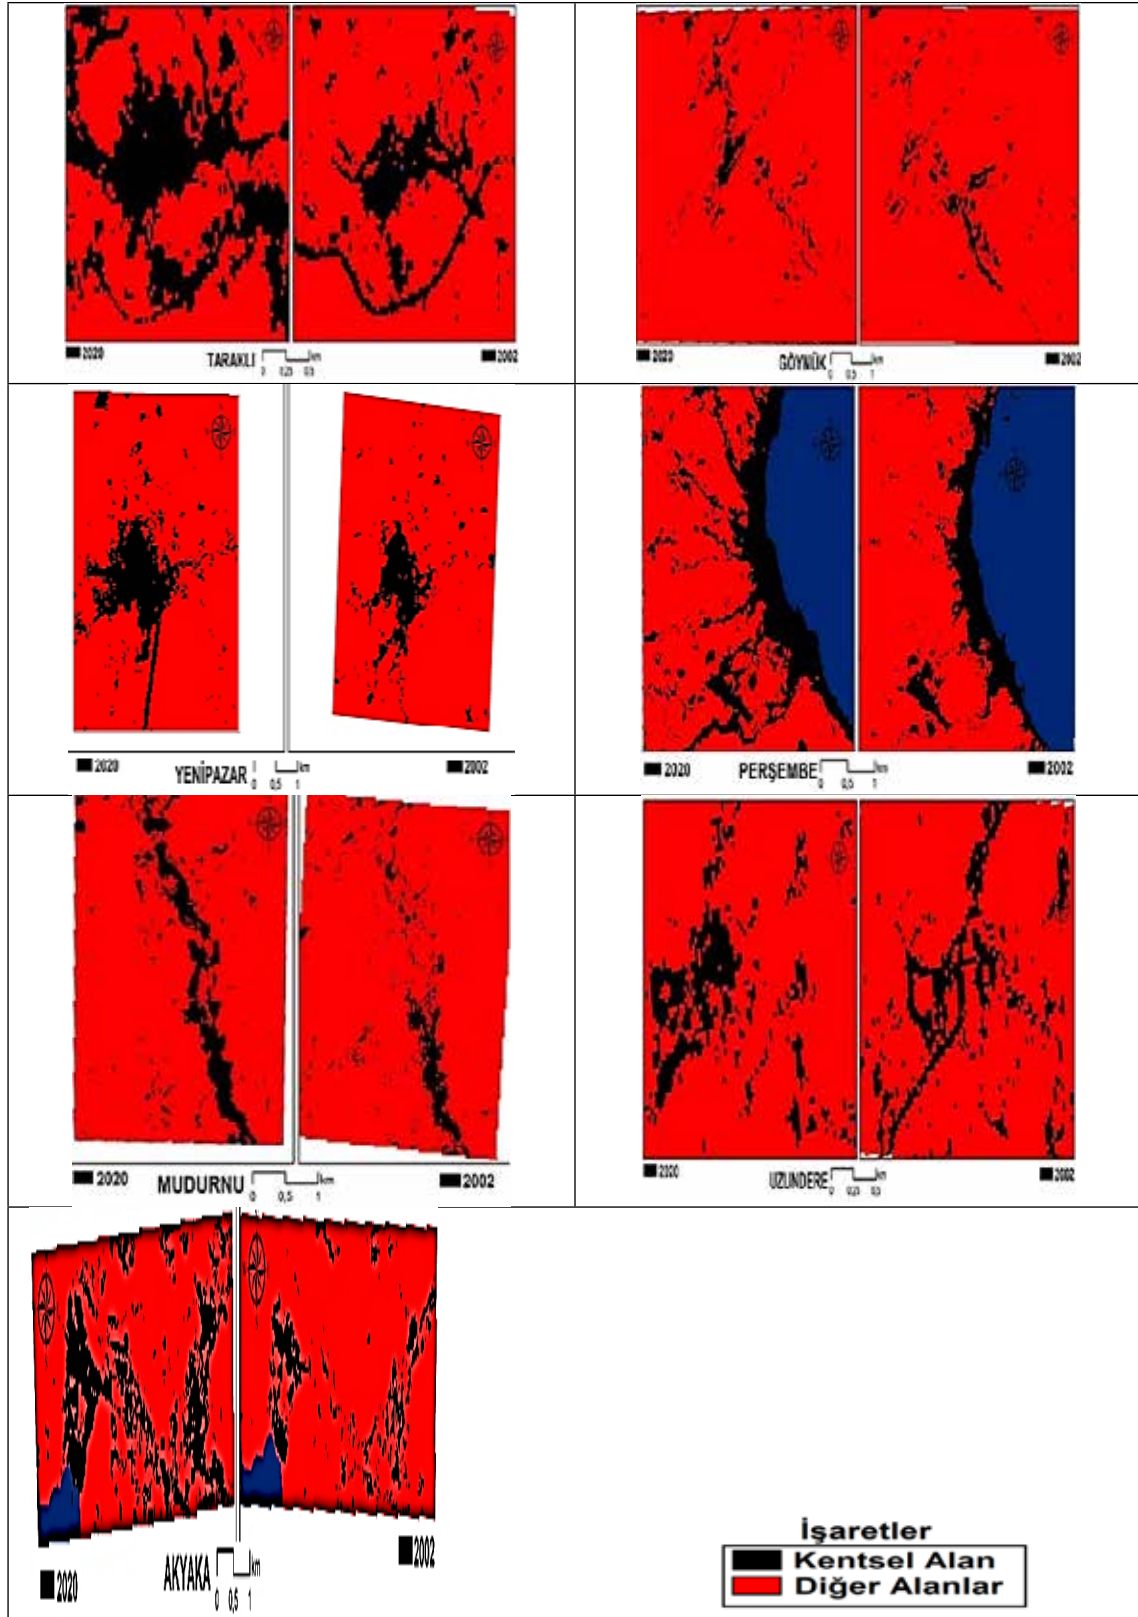 2020 TARAKLI km 2002
0 0,25 0,5
2020 GÖYNÜK km 2002
0 0,5 1
2020 YENİPAZAR km 2002
0 0,5 1
2020 PERŞEMBE km 2002
0 0,5 1
2020 MUDURNU km 2002
0 0,5 1
2020 UZUNDERE km 2002
0 0,25 0,5
2020 AKYAKA km 2002
0 0,5 1
İşaretler
Kentsel Alan
Diğer Alanlar